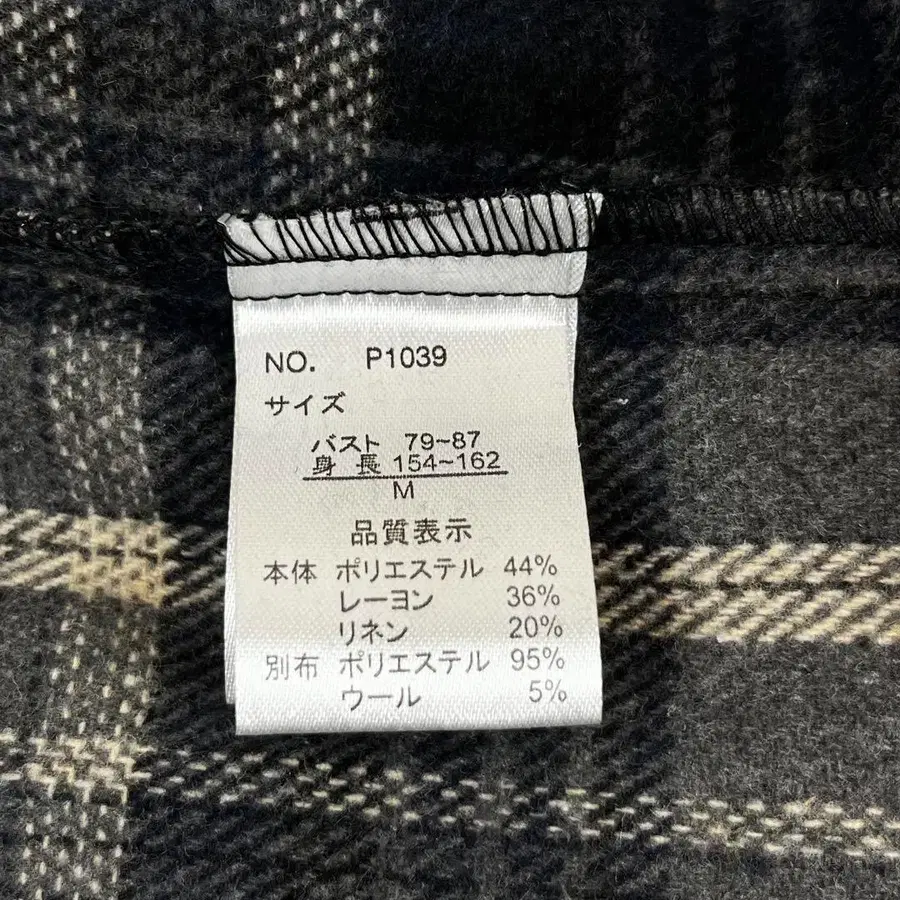 NO. P1039
サイズ
バスト 79~87
身長 154~162
M
品質表示
本体 ポリエステル 44%
レーヨン 36%
リネン 20%
別布 ポリエステル 95%
ウール 5%